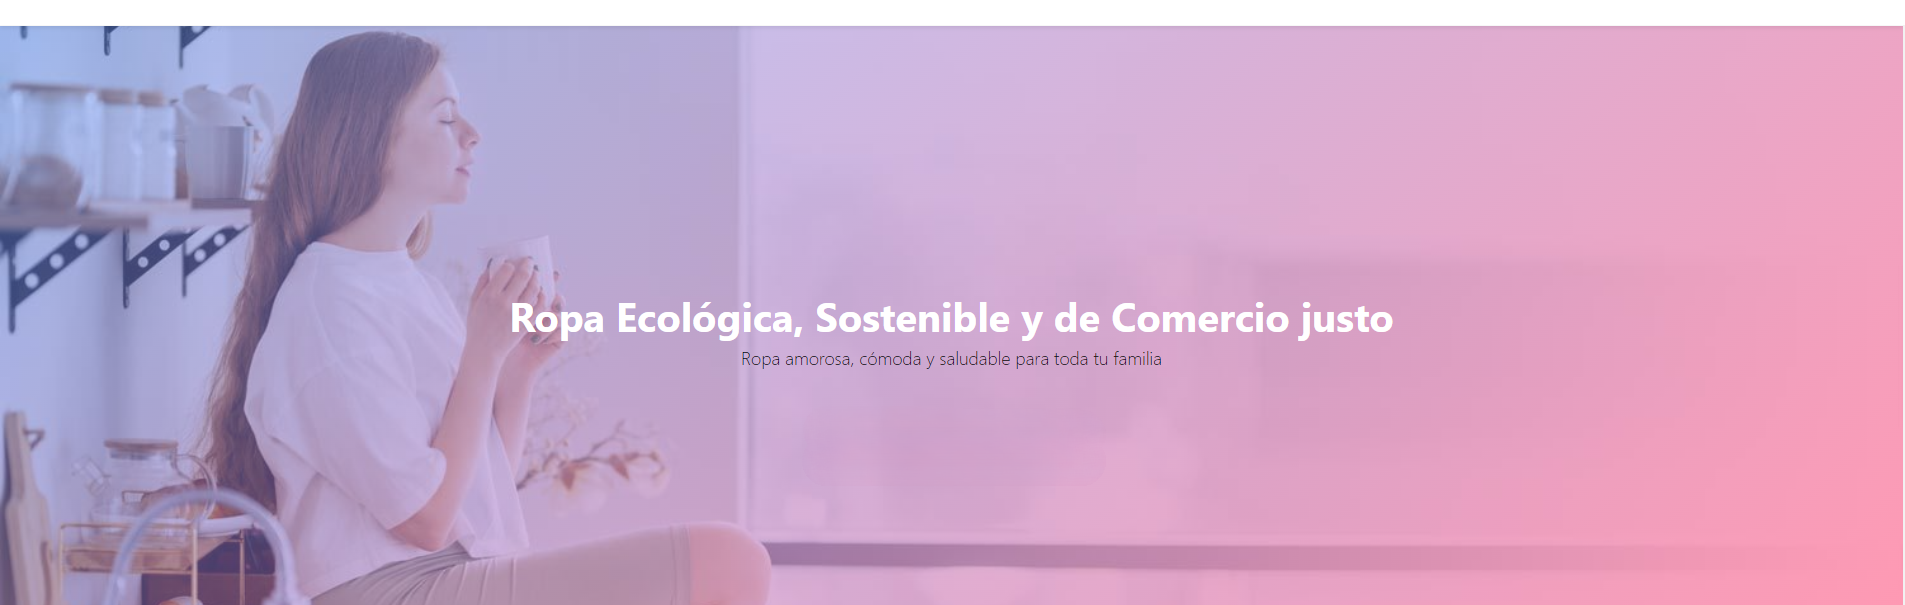 Ropa Ecológica, Sostenible y de Comercio justo
Ropa amorosa, cómoda y saludable para toda tu familia